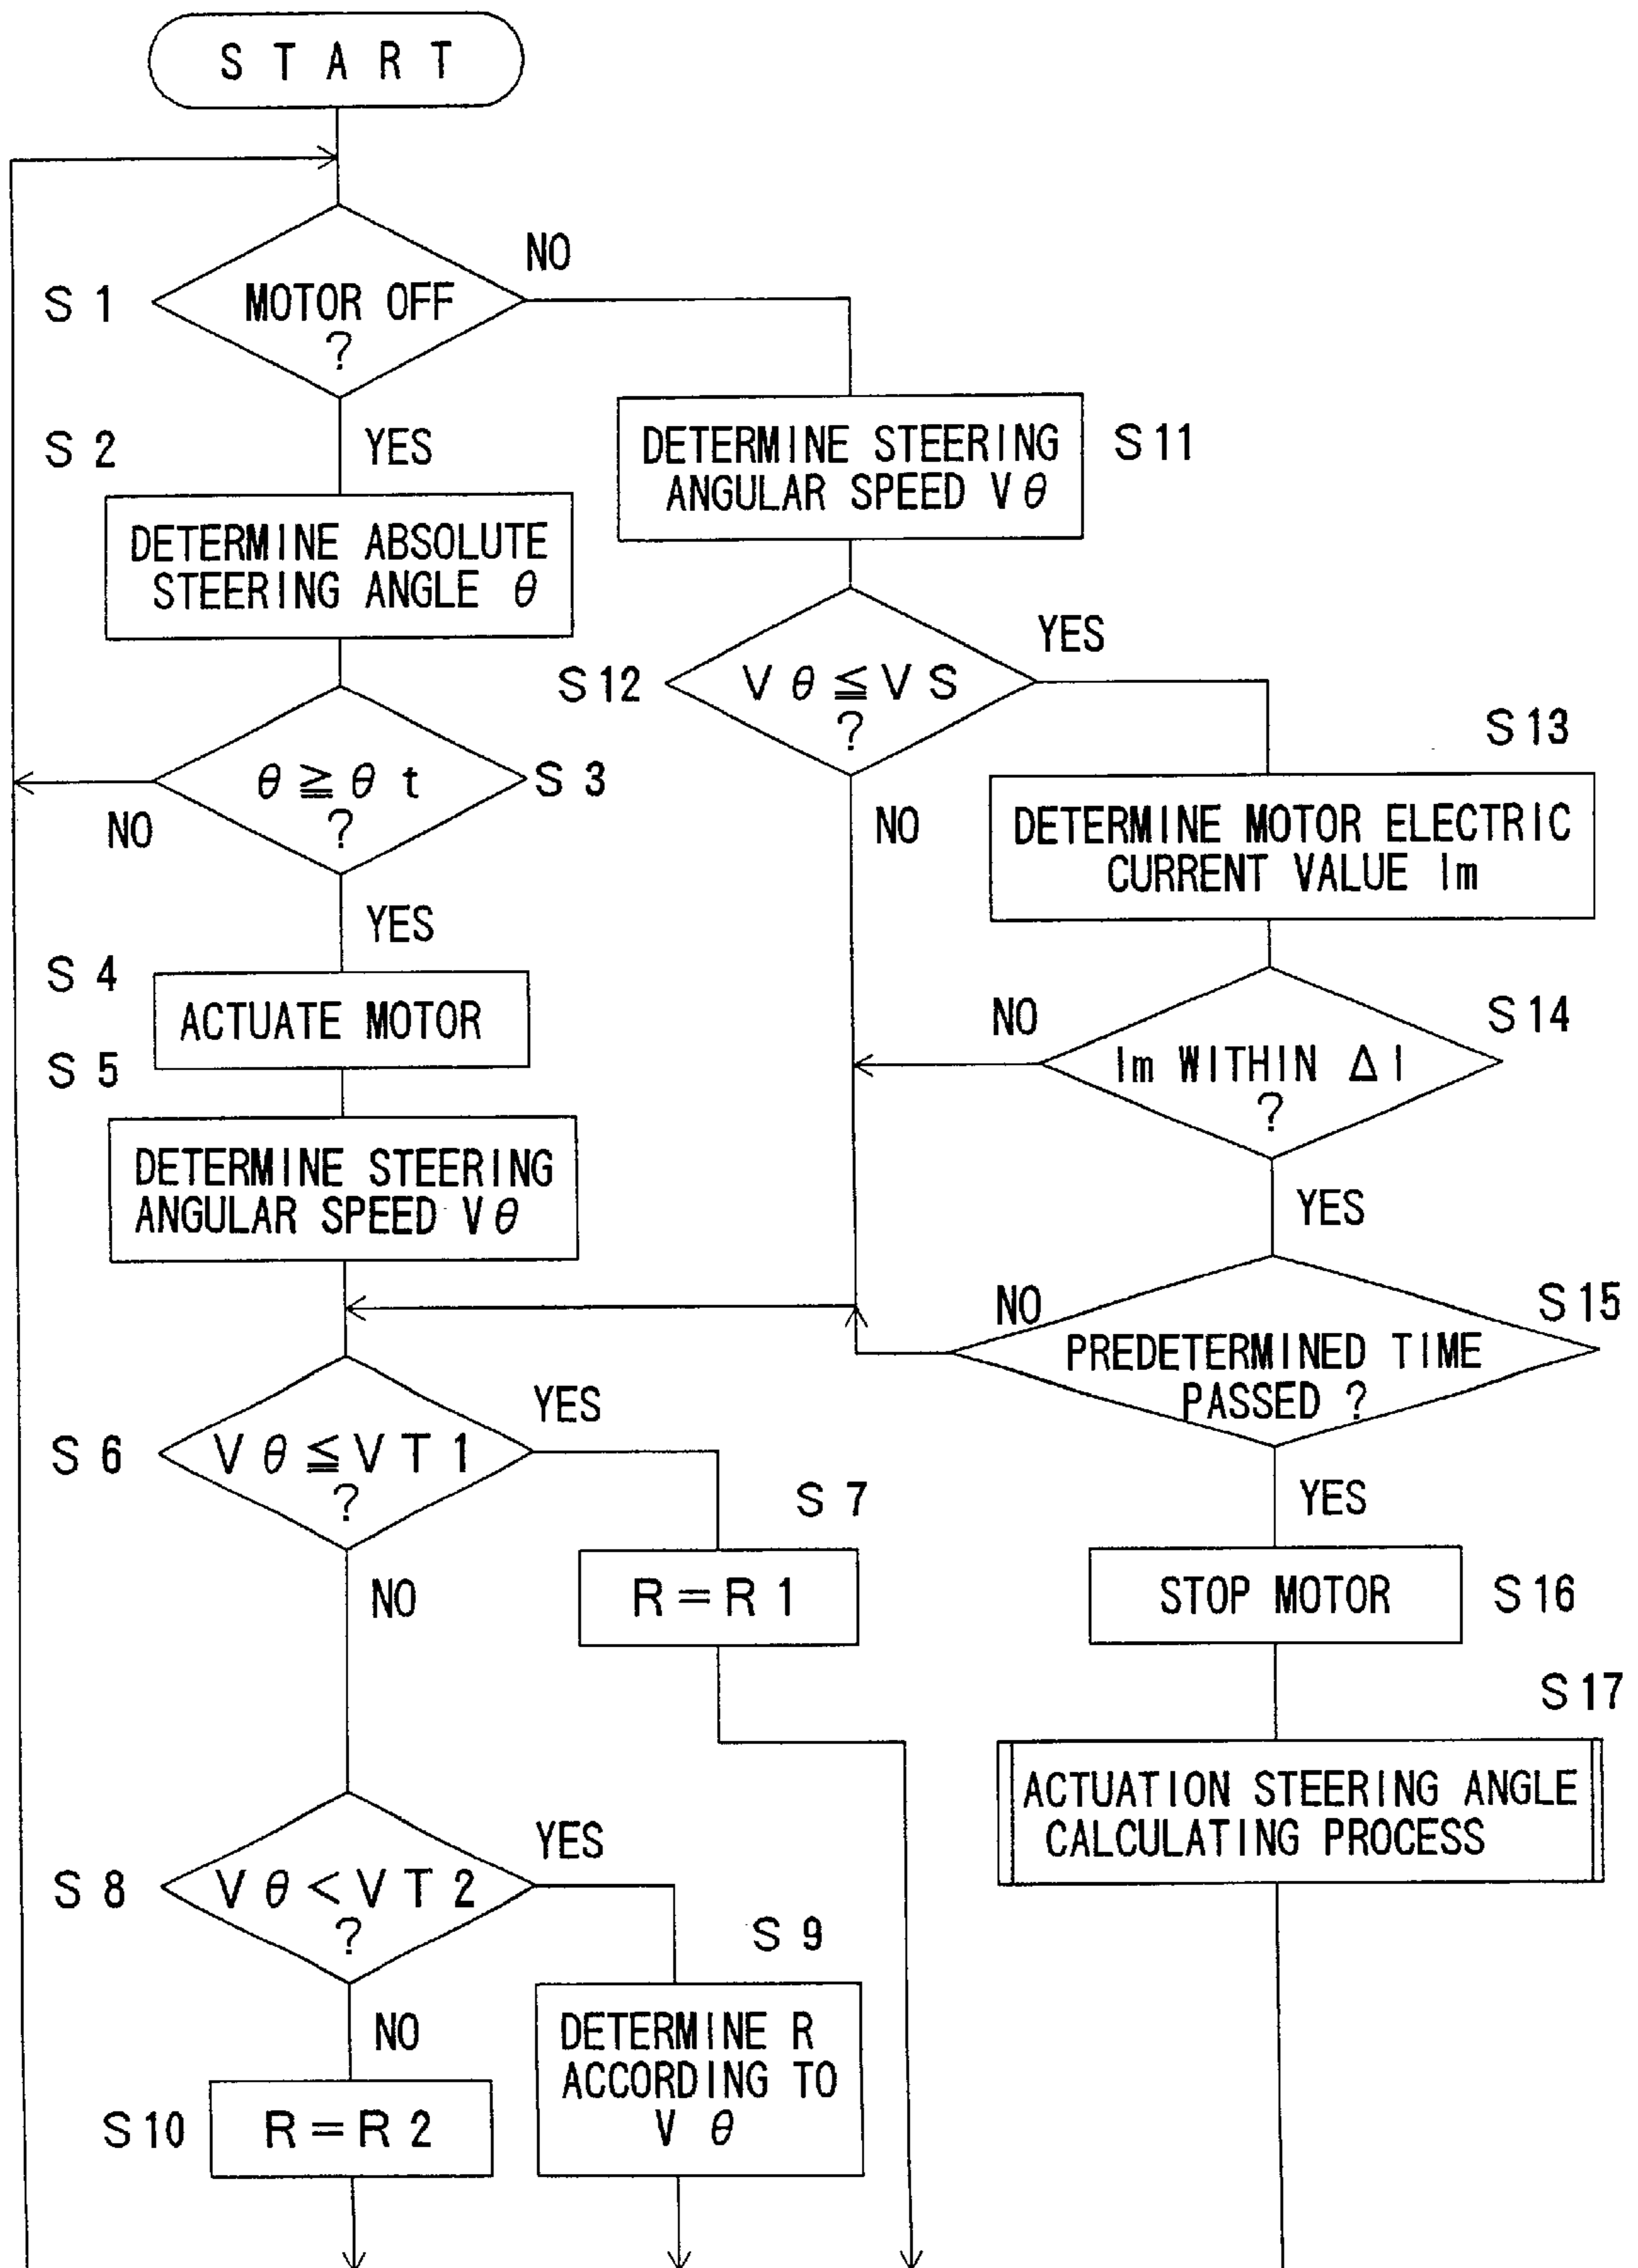 START
NO
S1
MOTOR OFF
?
YES
S2
DETERMINE ABSOLUTE
STEERING ANGLE θ
S3
θ ≧ θt
?
NO
YES
S4
ACTUATE MOTOR
S5
DETERMINE STEERING
ANGULAR SPEED Vθ
S6
Vθ ≦ VT1
?
YES
NO
S7
R=R1
S8
Vθ < VT2
?
YES
NO
S9
DETERMINE R
ACCORDING TO
Vθ
S10
R=R2
DETERMINE STEERING
ANGULAR SPEED Vθ
S11
S12
Vθ ≦ VS
?
YES
NO
S13
DETERMINE MOTOR ELECTRIC
CURRENT VALUE Im
NO
S14
Im WITHIN ΔI
?
YES
NO
S15
PREDETERMINED TIME
PASSED ?
YES
STOP MOTOR
S16
S17
ACTUATION STEERING ANGLE
CALCULATING PROCESS